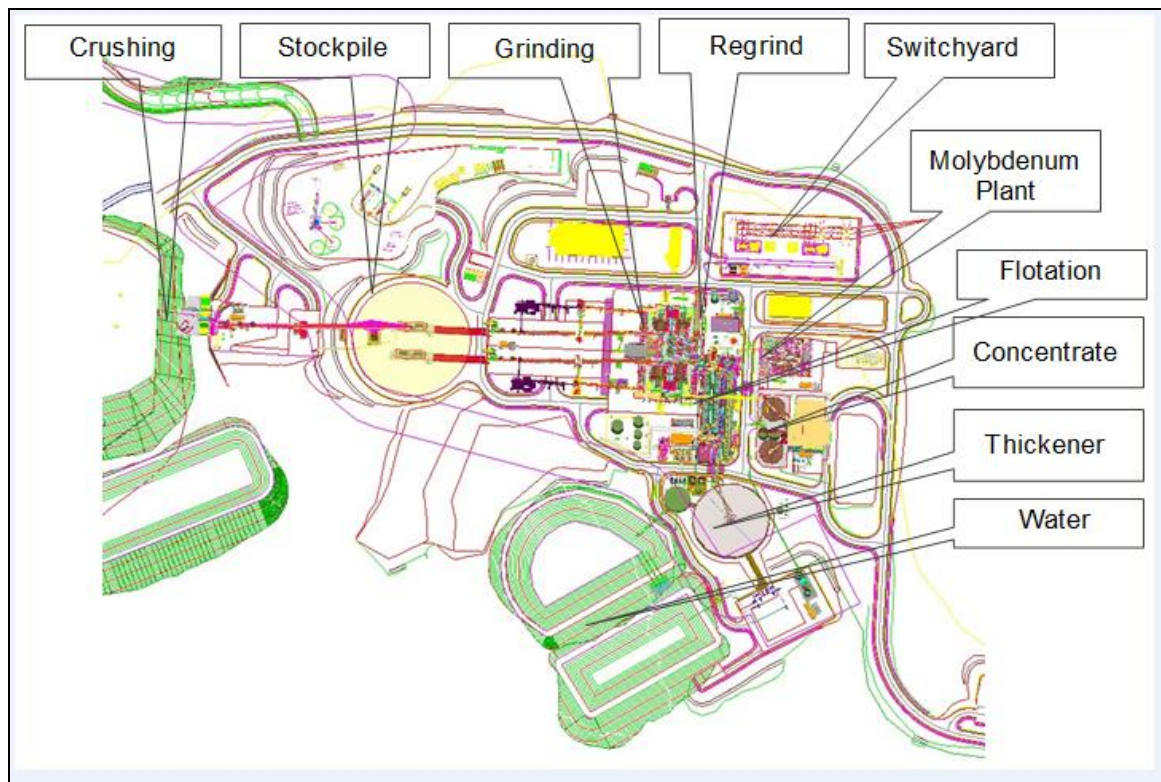 Crushing
Stockpile
Grinding
Regrind
Switchyard
Molybdenum
Plant
Flotation
Concentrate
Thickener
Water